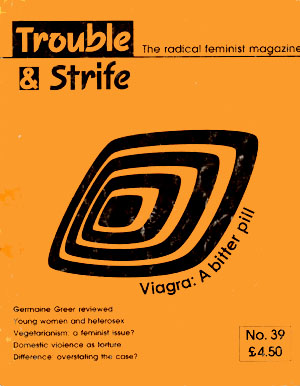 Trouble
The radical feminist magazine
& Strife
Viagra: A bitter pill
Germaine Greer reviewed
Young women and heterosex
Vegetarianism: a feminist issue?
Domestic violence as torture
Difference: overstating the case?
No. 39
£4.50